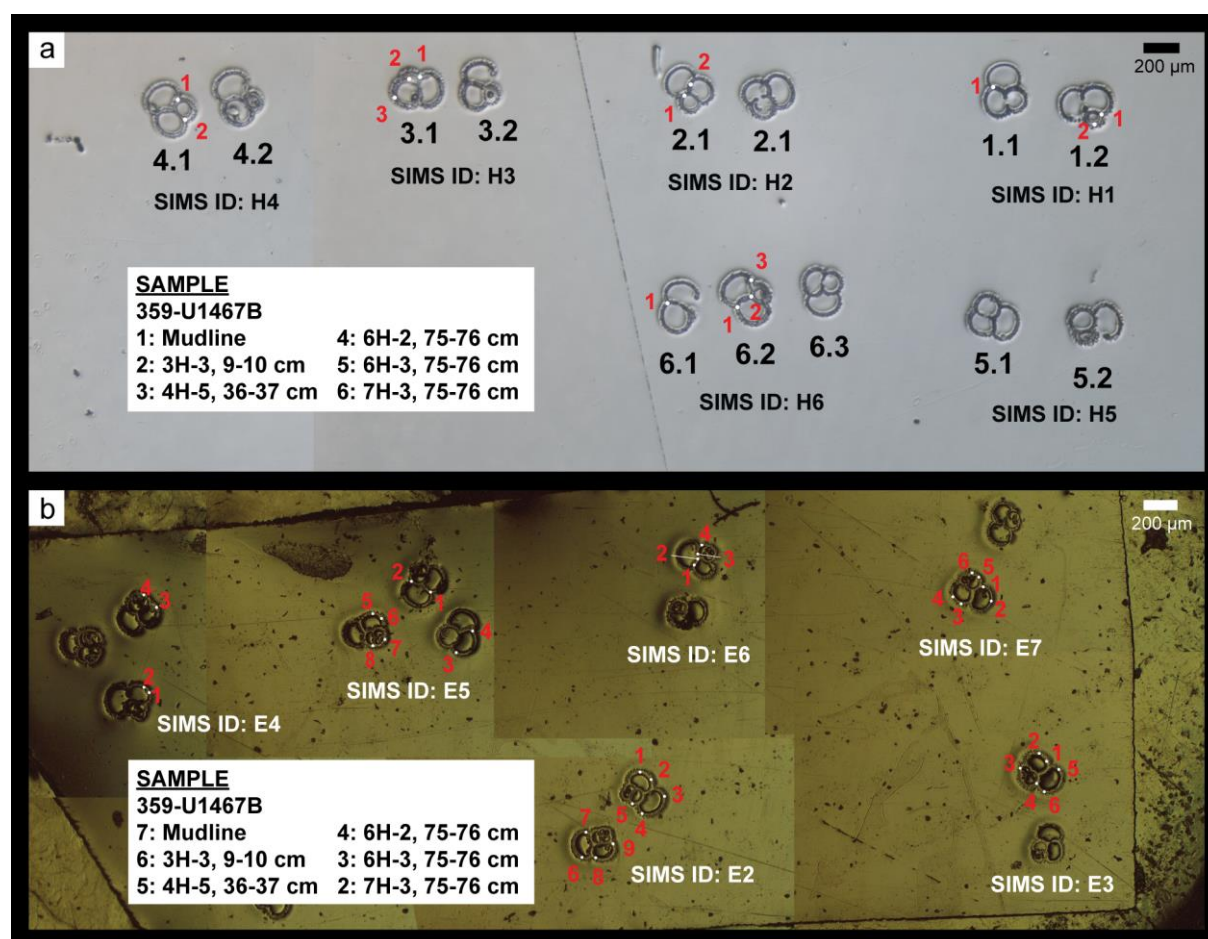 a
200 µm
1
2
4.1 4.2
SIMS ID: H4
2 1
3
3.1 3.2
SIMS ID: H3
2
1
2.1 2.1
SIMS ID: H2
1
1
2
1.1 1.2
SIMS ID: H1
SAMPLE
359-U1467B
1: Mudline 4: 6H-2, 75-76 cm
2: 3H-3, 9-10 cm 5: 6H-3, 75-76 cm
3: 4H-5, 36-37 cm 6: 7H-3, 75-76 cm
1
3
2
1
6.1 6.2 6.3
SIMS ID: H6
5.1 5.2
SIMS ID: H5
b
200 µm
4
3
2
1
SIMS ID: E4
2
1
5
6
7
8
4
3
SIMS ID: E5
4
2 3
1
SIMS ID: E6
6 5
1
4 2
3
SIMS ID: E7
SAMPLE
359-U1467B
7: Mudline 4: 6H-2, 75-76 cm
6: 3H-3, 9-10 cm 3: 6H-3, 75-76 cm
5: 4H-5, 36-37 cm 2: 7H-3, 75-76 cm
1
2
3
5
4
7
9
6 8
SIMS ID: E2
2 1
3 5
4 6
SIMS ID: E3